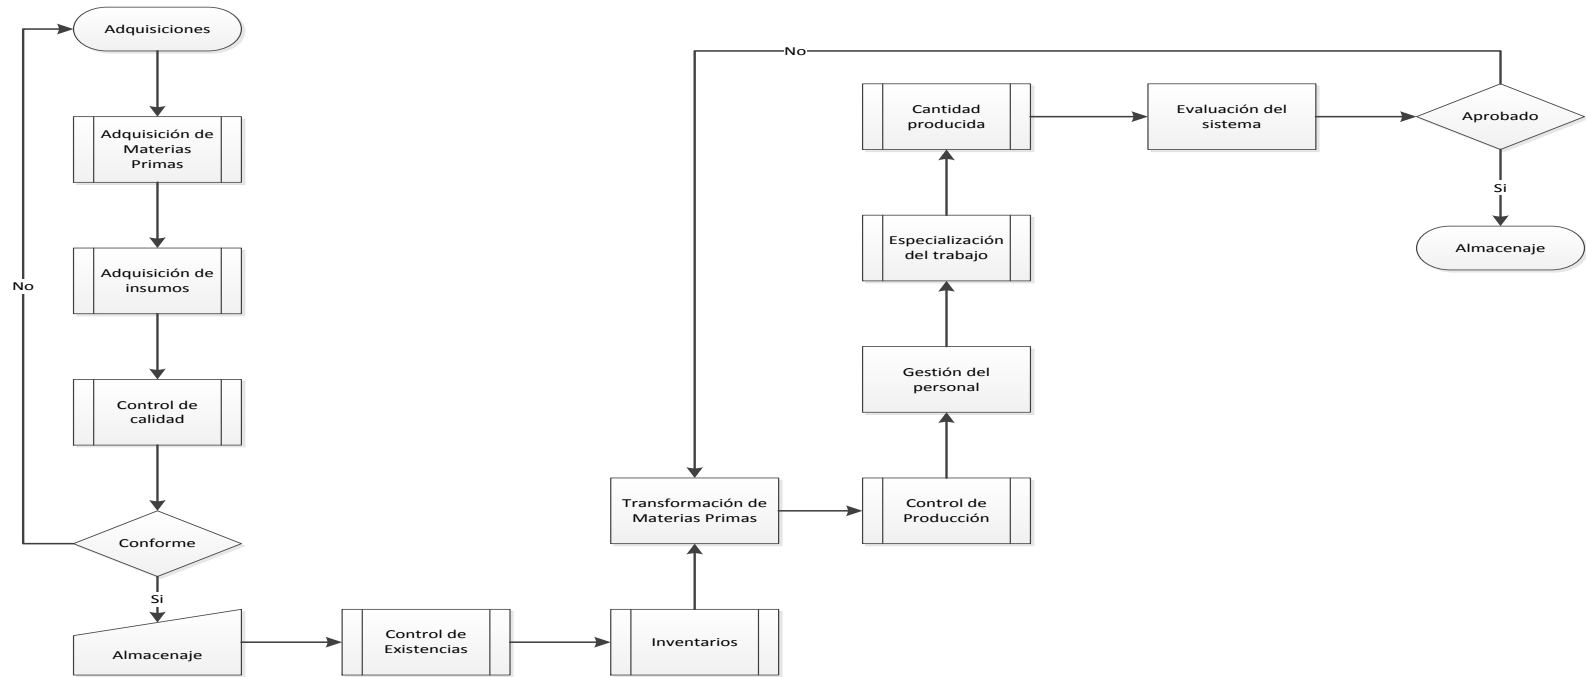 Adquisiciones
Adquisición de
Materias
Primas
Adquisición de
insumos
No
Control de
calidad
Conforme
Si
Almacenaje
Control de
Existencias
Inventarios
Transformación de
Materias Primas
Control de
Producción
Gestión del
personal
Especialización
del trabajo
Cantidad
producida
Evaluación del
sistema
Aprobado
No
Si
Almacenaje